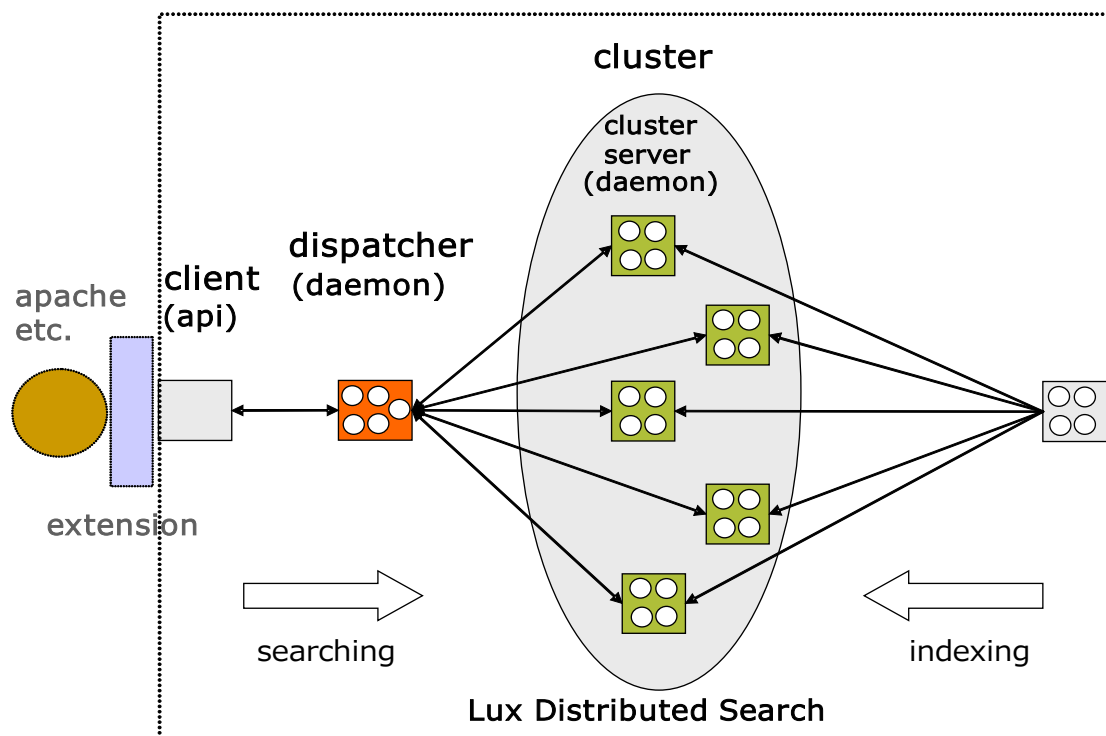 cluster
cluster
server
(daemon)
dispatcher
(daemon)
client
(api)
apache
etc.
extension
searching
indexing
Lux Distributed Search